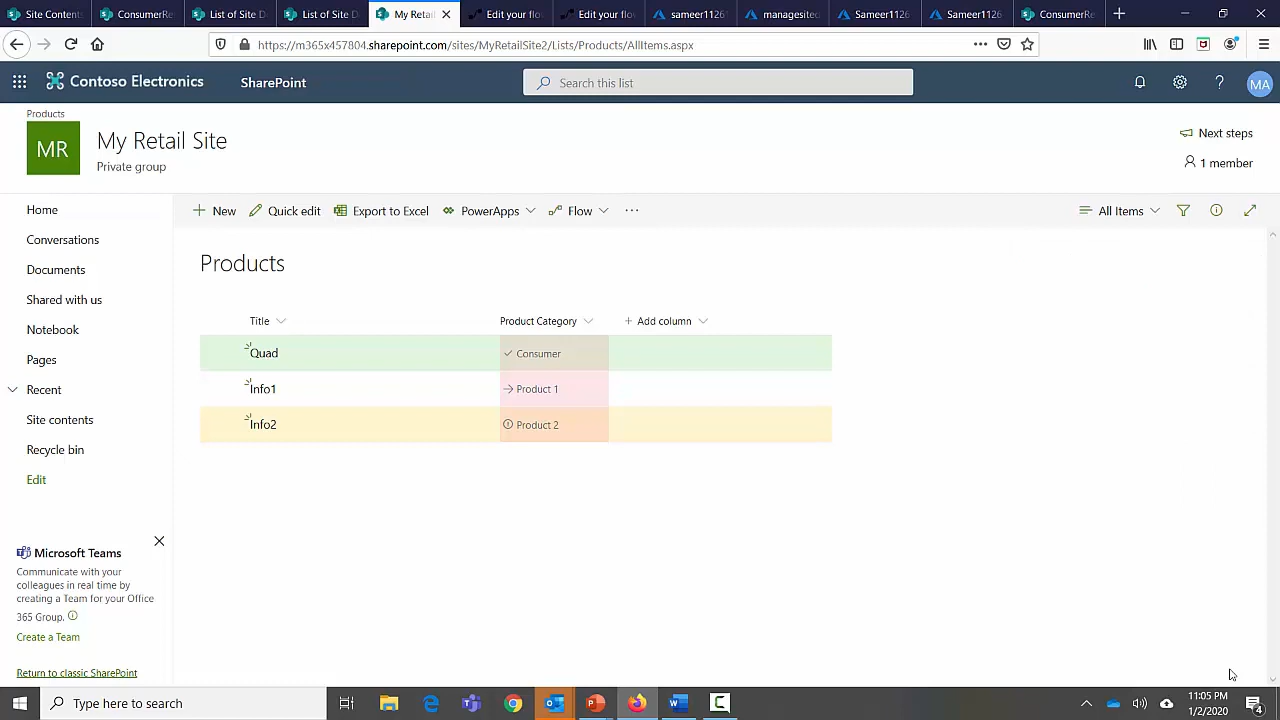 Site Contents
ConsumerRe
List of Site D
List of Site D
My Retail S
Edit your flo
Edit your flo
sameer1126
managesitec
Sameer1126
Sameer1126
ConsumerRe
https://m365x457804.sharepoint.com/sites/MyRetailSite2/Lists/Products/AllItems.aspx
Contoso Electronics
SharePoint
Search this list
MA
Products
MR
My Retail Site
Private group
Next steps
1 member
Home
Conversations
Documents
Shared with us
Notebook
Pages
Recent
Site contents
Recycle bin
Edit
New
Quick edit
Export to Excel
PowerApps
Flow
All Items
Products
Title
Product Category
+ Add column
Quad
Consumer
Info1
Product 1
Info2
Product 2
Microsoft Teams
Communicate with your
colleagues in real time by
creating a Team for your Office
365 Group.
Create a Team
Return to classic SharePoint
Type here to search
11:05 PM
1/2/2020
4